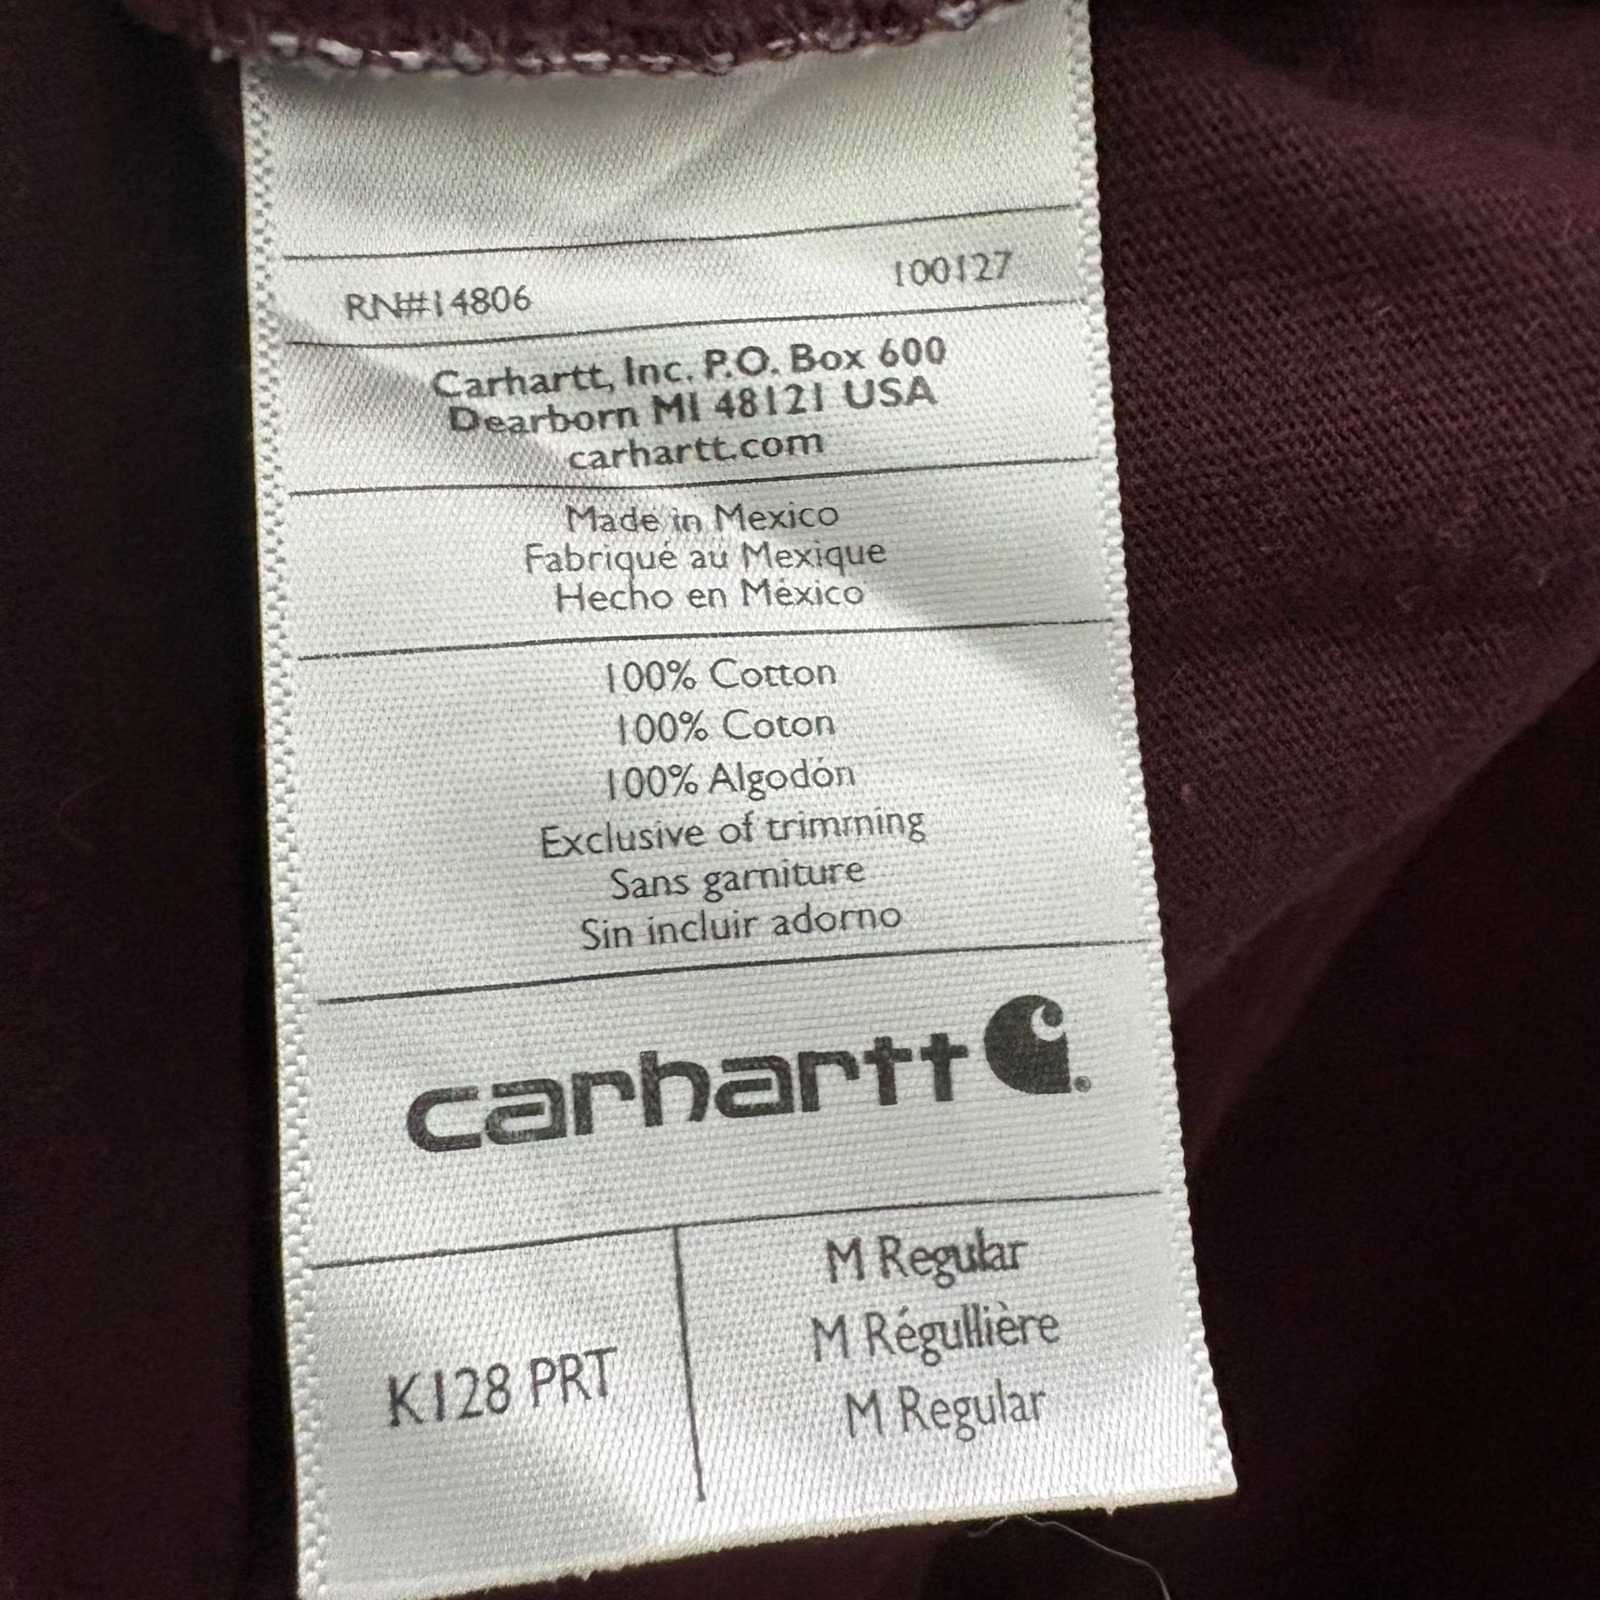 RN#14806 100127
Carhartt, Inc. P.O. Box 600
Dearborn MI 48121 USA
carhartt.com
Made in Mexico
Fabriqué au Mexique
Hecho en México
100% Cotton
100% Coton
100% Algodón
Exclusive of trimming
Sans garniture
Sin incluir adorno
carhartt
K128 PRT
M Regular
M Régullière
M Regular